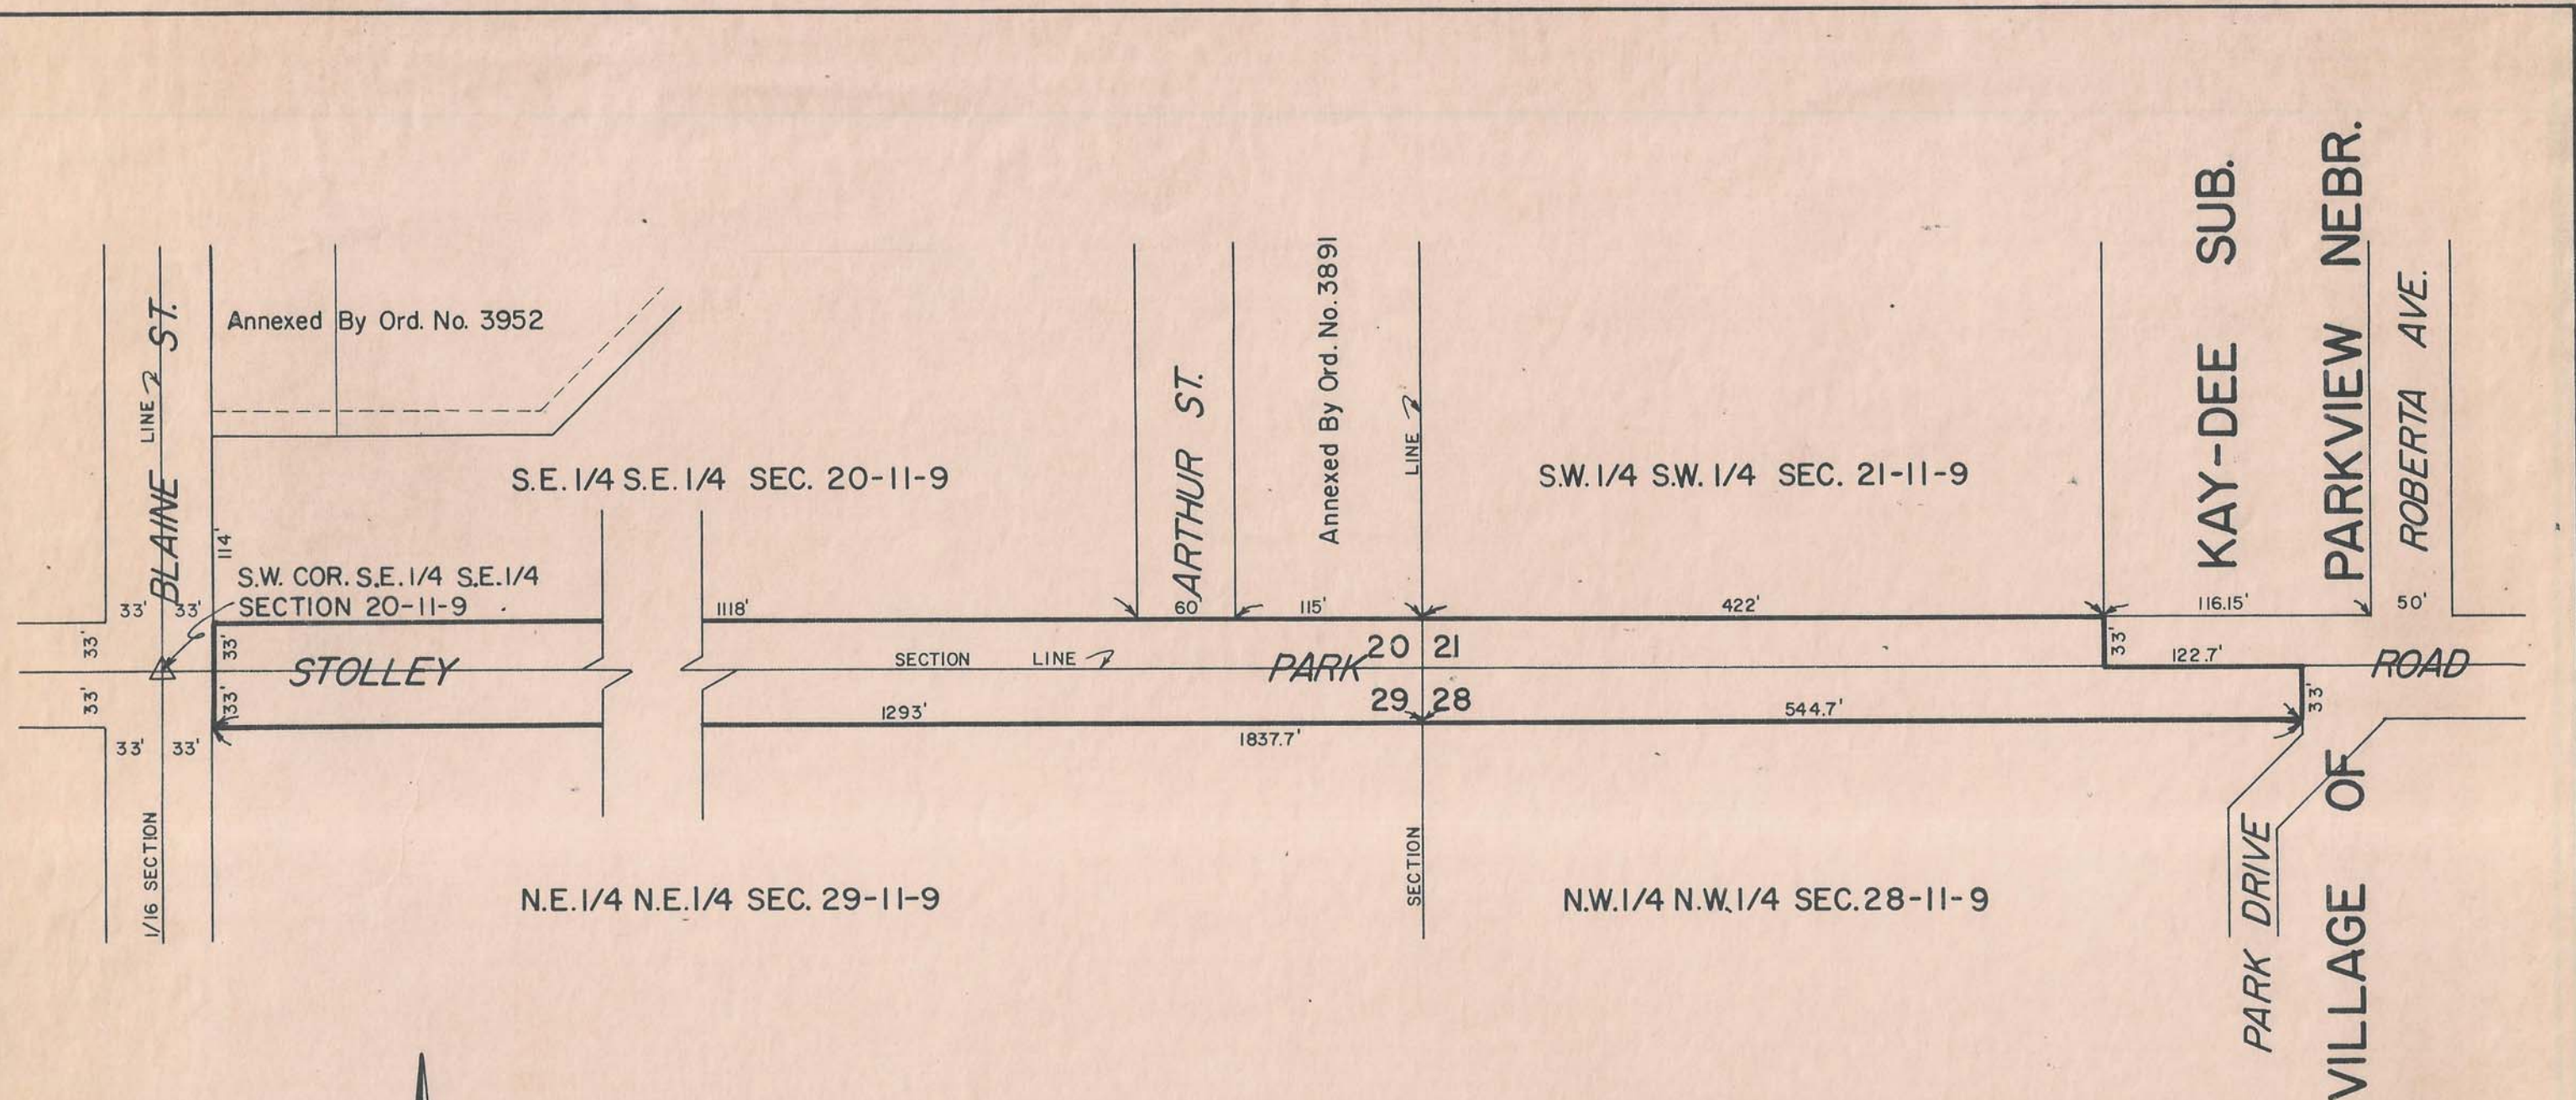 Annexed By Ord. No. 3952
BLAINE ST.
LINE
S.E. 1/4 S.E. 1/4 SEC. 20-11-9
114'
S.W. COR. S.E. 1/4 S.E. 1/4
SECTION 20-11-9
33' 33'
1118'
ARTHUR ST.
60'
Annexed By Ord. No. 3891
115'
LINE
S.W. 1/4 S.W. 1/4 SEC. 21-11-9
422'
KAY-DEE SUB.
116.15'
VILLAGE OF PARKVIEW NEBR.
ROBERTA AVE.
50'
33'
33'
STOLLEY PARK ROAD
SECTION LINE
20 21
29 28
33'
122.7'
33'
33'
33'
33' 33'
1293'
1837.7'
544.7'
1/16 SECTION
N.E. 1/4 N.E. 1/4 SEC. 29-11-9
SECTION
N.W. 1/4 N.W. 1/4 SEC. 28-11-9
PARK DRIVE